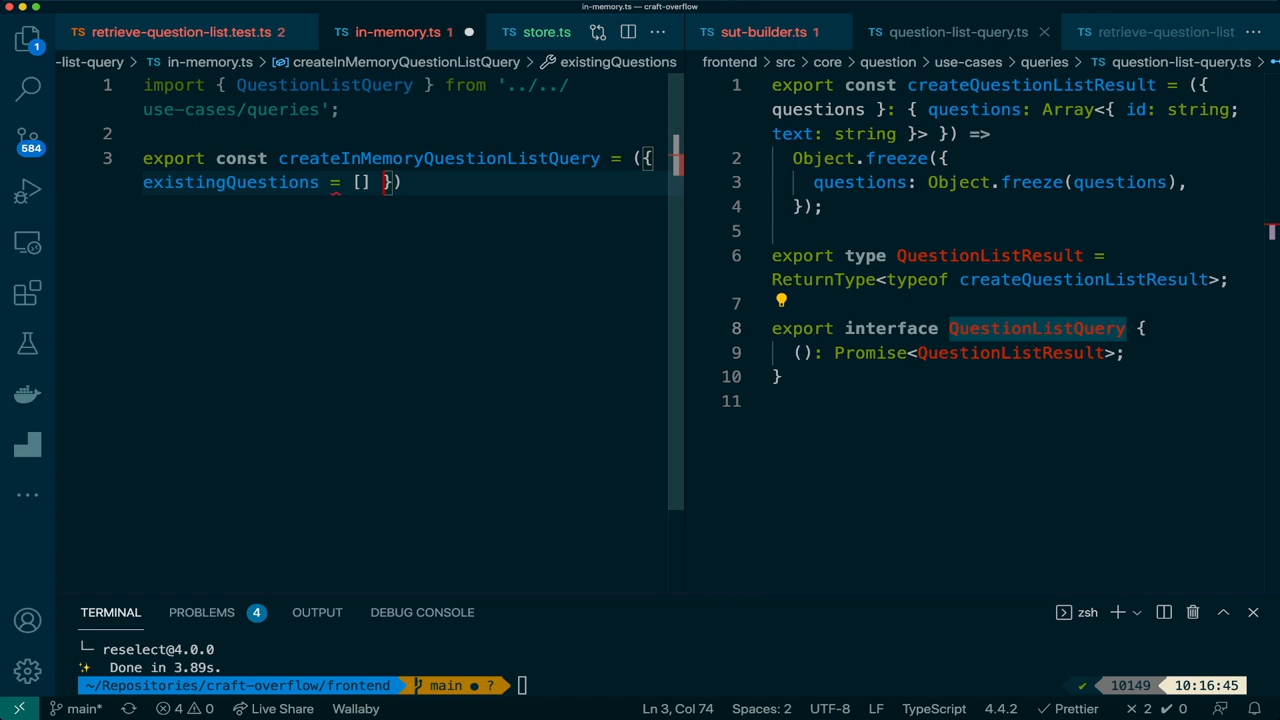 in-memory.ts — craft-overflow
TS retrieve-question-list.test.ts 2
TS in-memory.ts 1
TS store.ts
TS sut-builder.ts 1
TS question-list-query.ts
TS retrieve-question-list
-list-query › TS in-memory.ts › createInMemoryQuestionListQuery › existingQuestions
frontend › src › core › question › use-cases › queries › TS question-list-query.ts ›
1 import { QuestionListQuery } from '../../
use-cases/queries';
2
3 export const createInMemoryQuestionListQuery = ({
existingQuestions = [] })
1 export const createQuestionListResult = ({
questions }: { questions: Array<{ id: string;
text: string }> }) =>
2 Object.freeze({
3 questions: Object.freeze(questions),
4 });
5
6 export type QuestionListResult =
ReturnType<typeof createQuestionListResult>;
7
8 export interface QuestionListQuery {
9 (): Promise<QuestionListResult>;
10 }
11
1
584
TERMINAL PROBLEMS 4 OUTPUT DEBUG CONSOLE
zsh
└─ reselect@4.0.0
✨ Done in 3.89s.
~/Repositories/craft-overflow/frontend main ● ?
✔ 10149 10:16:45
main* 4 0 Live Share Wallaby
Ln 3, Col 74 Spaces: 2 UTF-8 LF TypeScript 4.4.2 ✓ Prettier × 2 ✔ 0